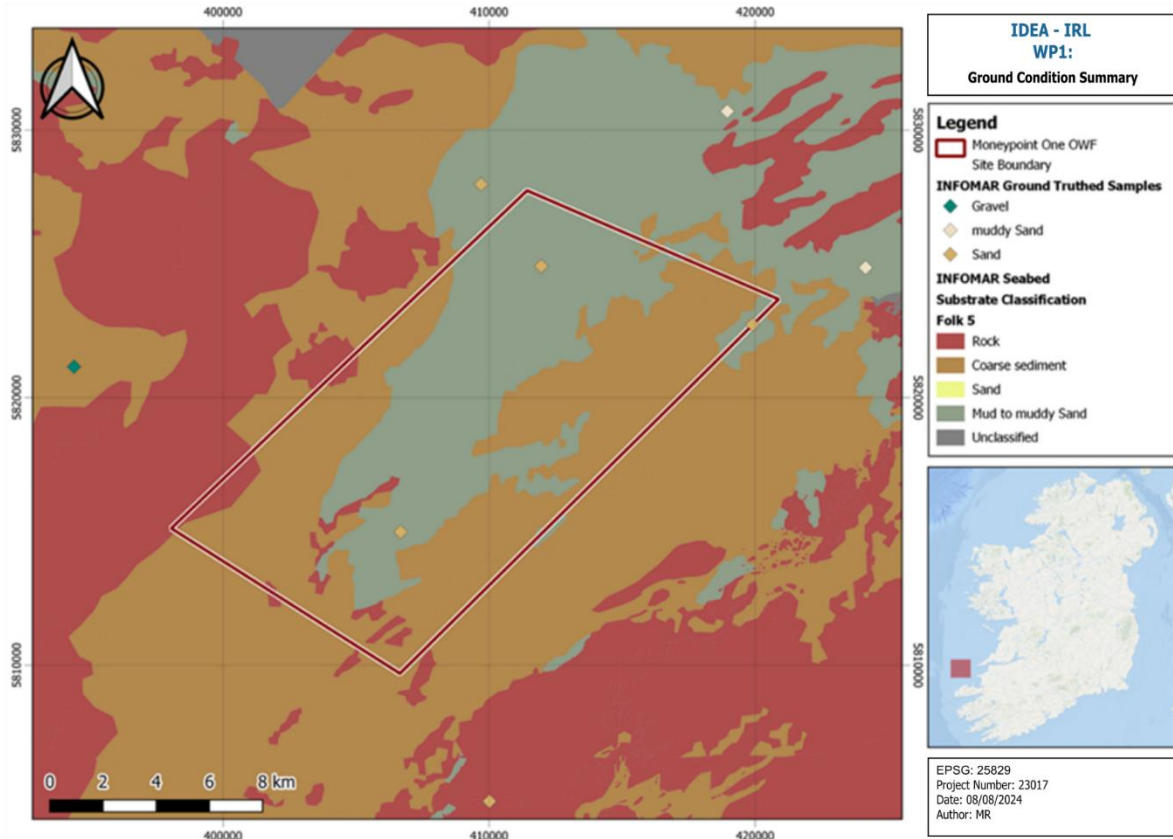 400000
410000
420000
5830000
5830000
5820000
5820000
5810000
5810000
0 2 4 6 8 km
400000
410000
420000
IDEA - IRL
WP1:
Ground Condition Summary
Legend
Moneypoint One OWF
Site Boundary
INFOMAR Ground Truthed Samples
Gravel
muddy Sand
Sand
INFOMAR Seabed
Substrate Classification
Folk 5
Rock
Coarse sediment
Sand
Mud to muddy Sand
Unclassified
EPSG: 25829
Project Number: 23017
Date: 08/08/2024
Author: MR